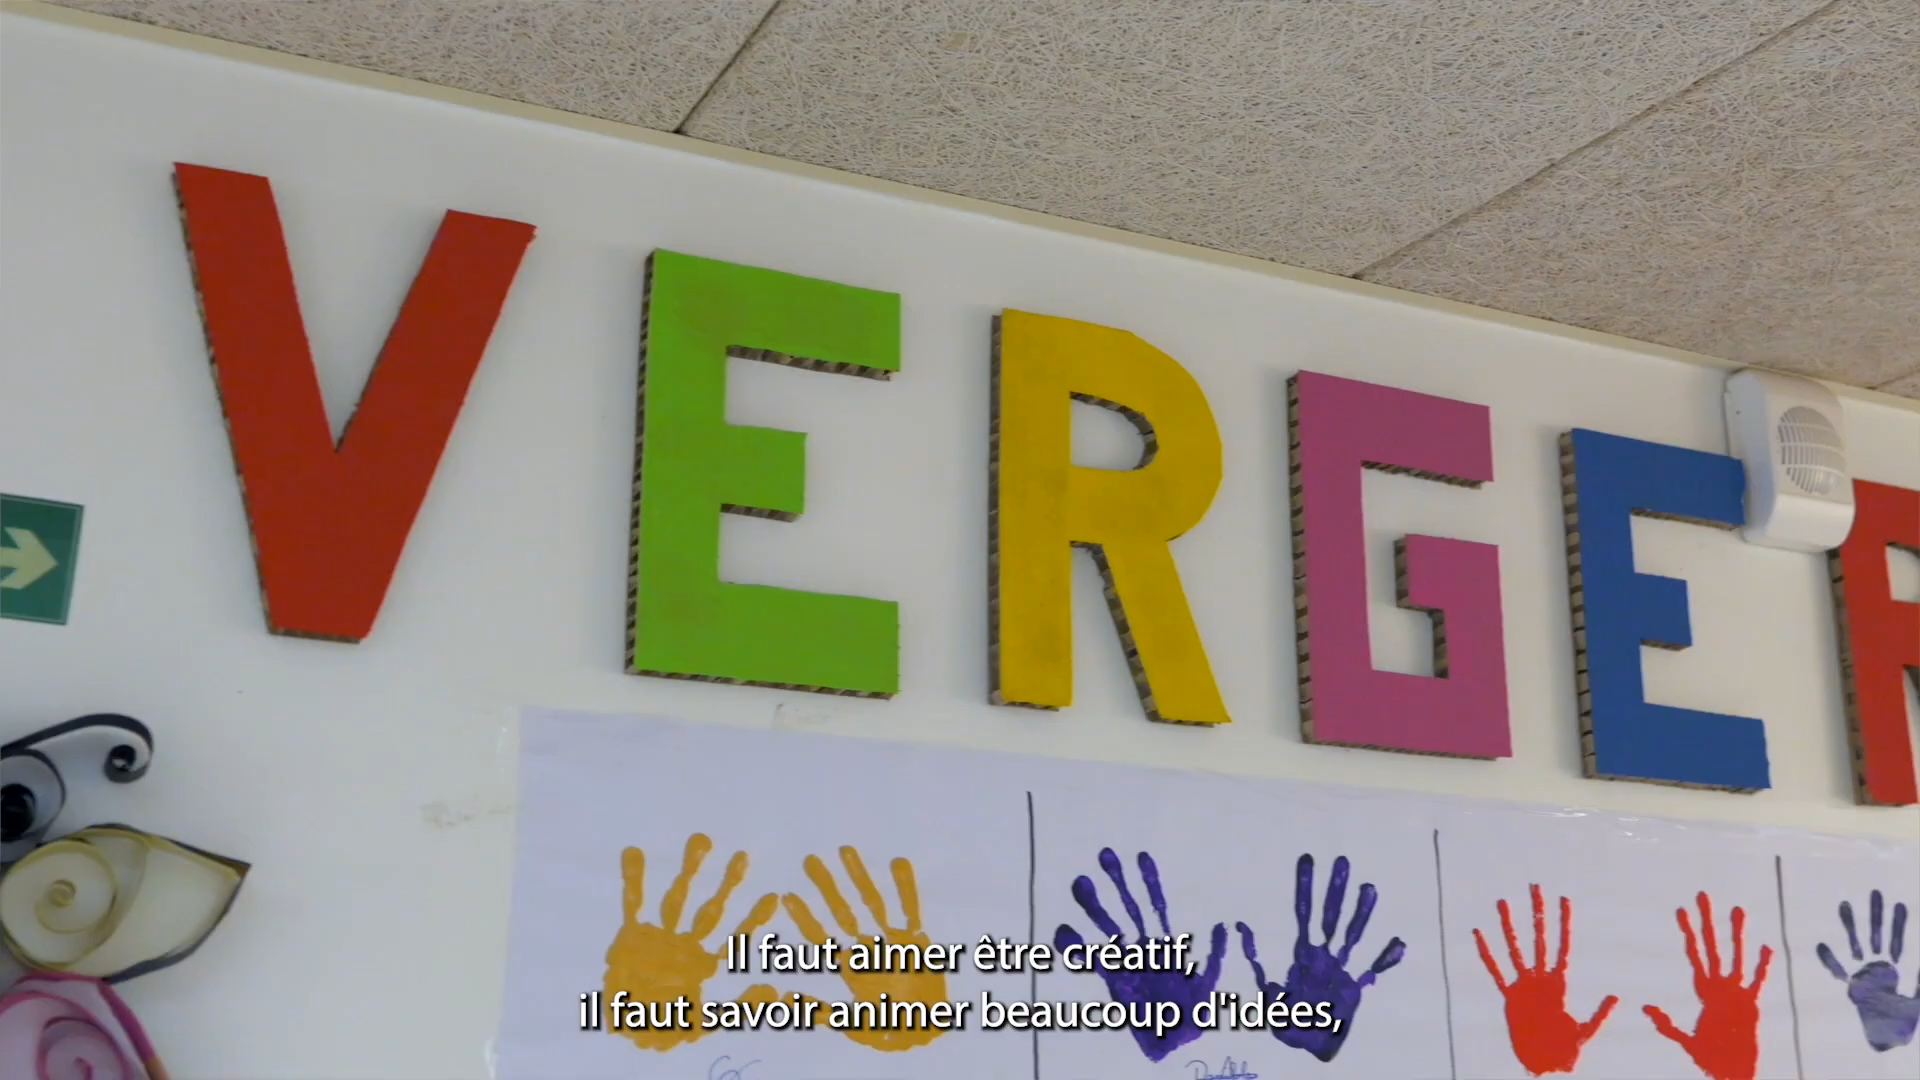 VERGER
Il faut aimer être créatif,
il faut savoir animer beaucoup d'idées,